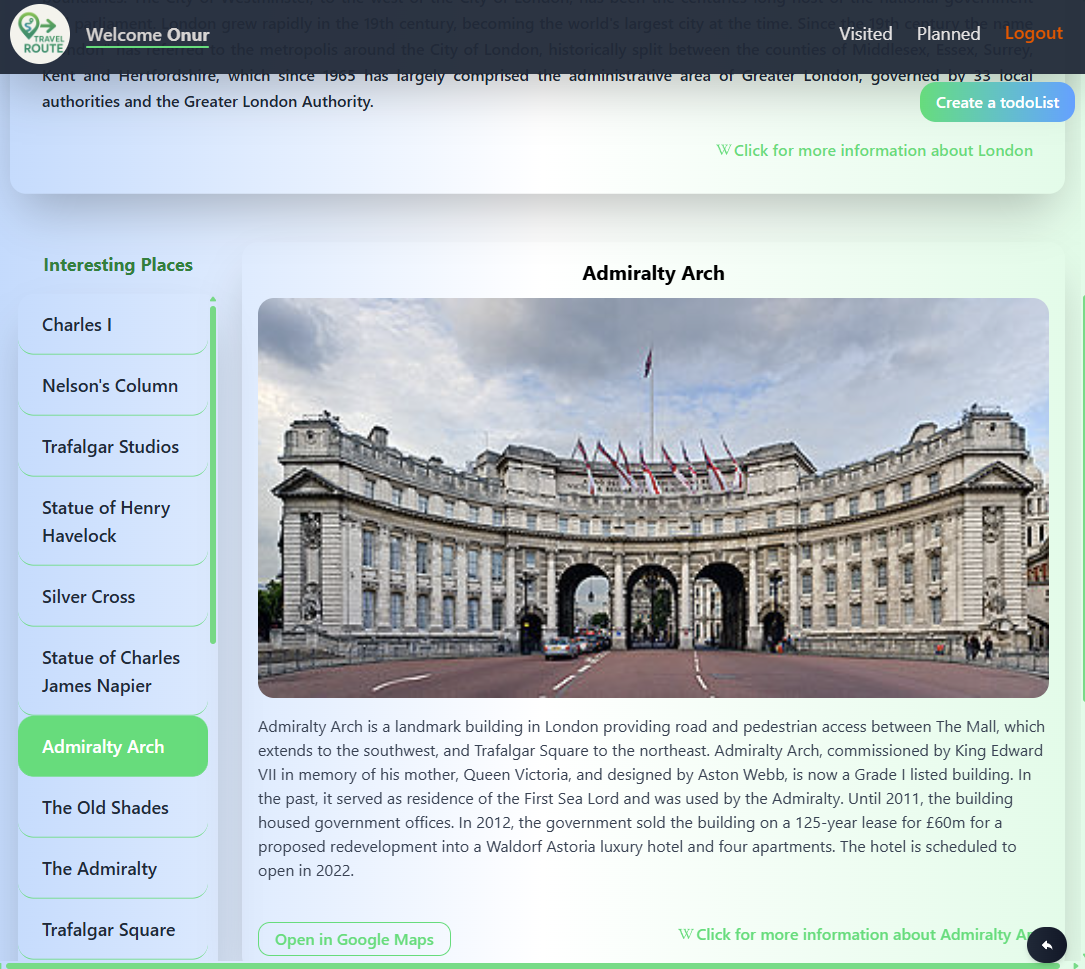 TRAVEL
ROUTE
Welcome Onur
Visited
Planned
Logout
parliament, London grew rapidly in the 19th century, becoming the world's largest city at the time. Since the 19th century the name
to the metropolis around the City of London, historically split between the counties of Middlesex, Essex, Surrey,
Kent and Hertfordshire, which since 1965 has largely comprised the administrative area of Greater London, governed by 33 local
authorities and the Greater London Authority.
Create a todoList
W Click for more information about London
Interesting Places
Charles I
Nelson's Column
Trafalgar Studios
Statue of Henry
Havelock
Silver Cross
Statue of Charles
James Napier
Admiralty Arch
The Old Shades
The Admiralty
Trafalgar Square
Admiralty Arch
Admiralty Arch is a landmark building in London providing road and pedestrian access between The Mall, which
extends to the southwest, and Trafalgar Square to the northeast. Admiralty Arch, commissioned by King Edward
VII in memory of his mother, Queen Victoria, and designed by Aston Webb, is now a Grade I listed building. In
the past, it served as residence of the First Sea Lord and was used by the Admiralty. Until 2011, the building
housed government offices. In 2012, the government sold the building on a 125-year lease for £60m for a
proposed redevelopment into a Waldorf Astoria luxury hotel and four apartments. The hotel is scheduled to
open in 2022.
Open in Google Maps
W Click for more information about Admiralty Ar